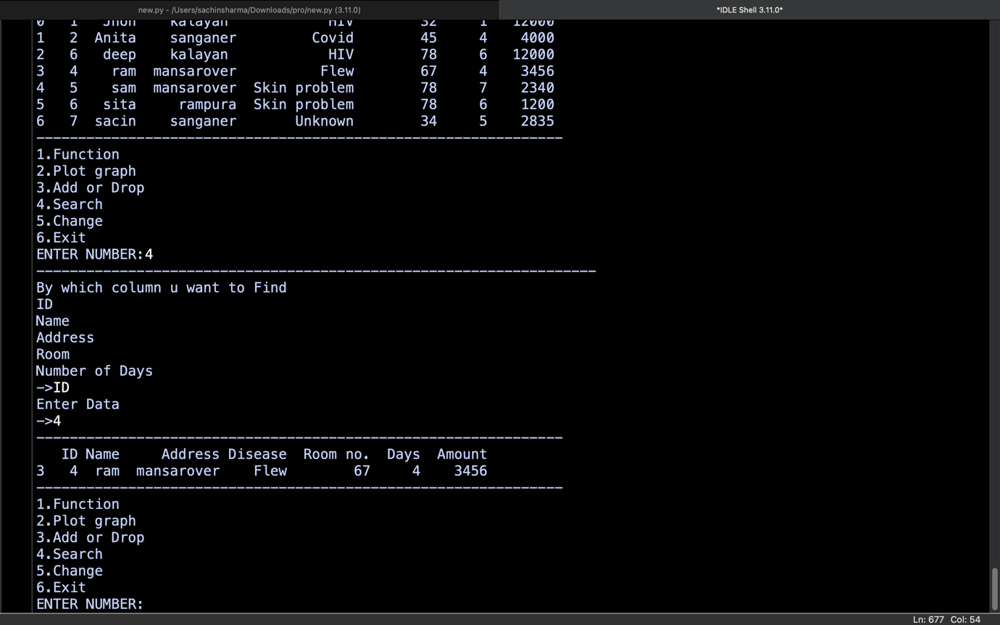 new.py - /Users/sachinsharma/Downloads/pro/new.py (3.11.0)
*IDLE Shell 3.11.0*
0 1 Jhon kalayan HIV 32 1 12000
1 2 Anita sanganer Covid 45 4 4000
2 6 deep kalayan HIV 78 6 12000
3 4 ram mansarover Flew 67 4 3456
4 5 sam mansarover Skin problem 78 7 2340
5 6 sita rampura Skin problem 78 6 1200
6 7 sacin sanganer Unknown 34 5 2835
---------------------------------------------------------------
1.Function
2.Plot graph
3.Add or Drop
4.Search
5.Change
6.Exit
ENTER NUMBER:4
-------------------------------------------------------------------
By which column u want to Find
ID
Name
Address
Room
Number of Days
->ID
Enter Data
->4
---------------------------------------------------------------
ID Name Address Disease Room no. Days Amount
3 4 ram mansarover Flew 67 4 3456
---------------------------------------------------------------
1.Function
2.Plot graph
3.Add or Drop
4.Search
5.Change
6.Exit
ENTER NUMBER:
Ln: 677 Col: 54